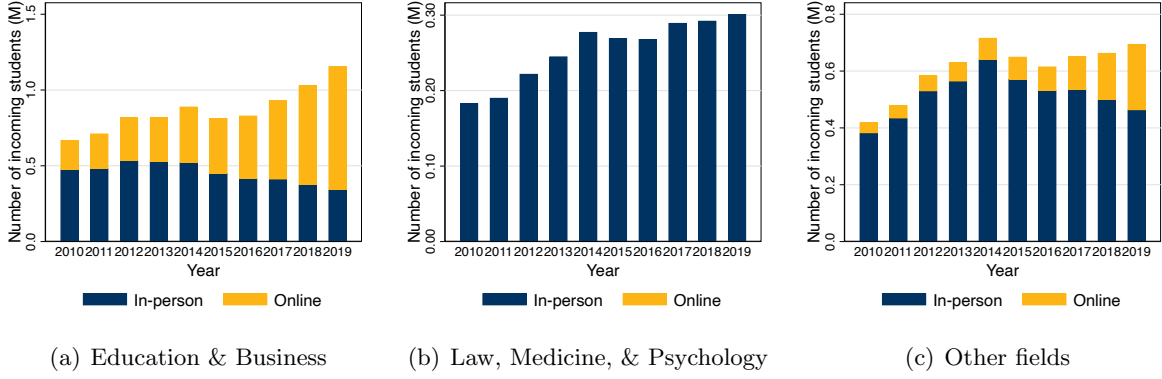 Number of incoming students (M)
1.5
1.0
0.5
0.0
2010 2011 2012 2013 2014 2015 2016 2017 2018 2019
Year
In-person Online
(a) Education & Business
Number of incoming students (M)
0.30
0.20
0.10
0.00
2010 2011 2012 2013 2014 2015 2016 2017 2018 2019
Year
In-person Online
(b) Law, Medicine, & Psychology
Number of incoming students (M)
0.8
0.6
0.4
0.2
0.0
2010 2011 2012 2013 2014 2015 2016 2017 2018 2019
Year
In-person Online
(c) Other fields